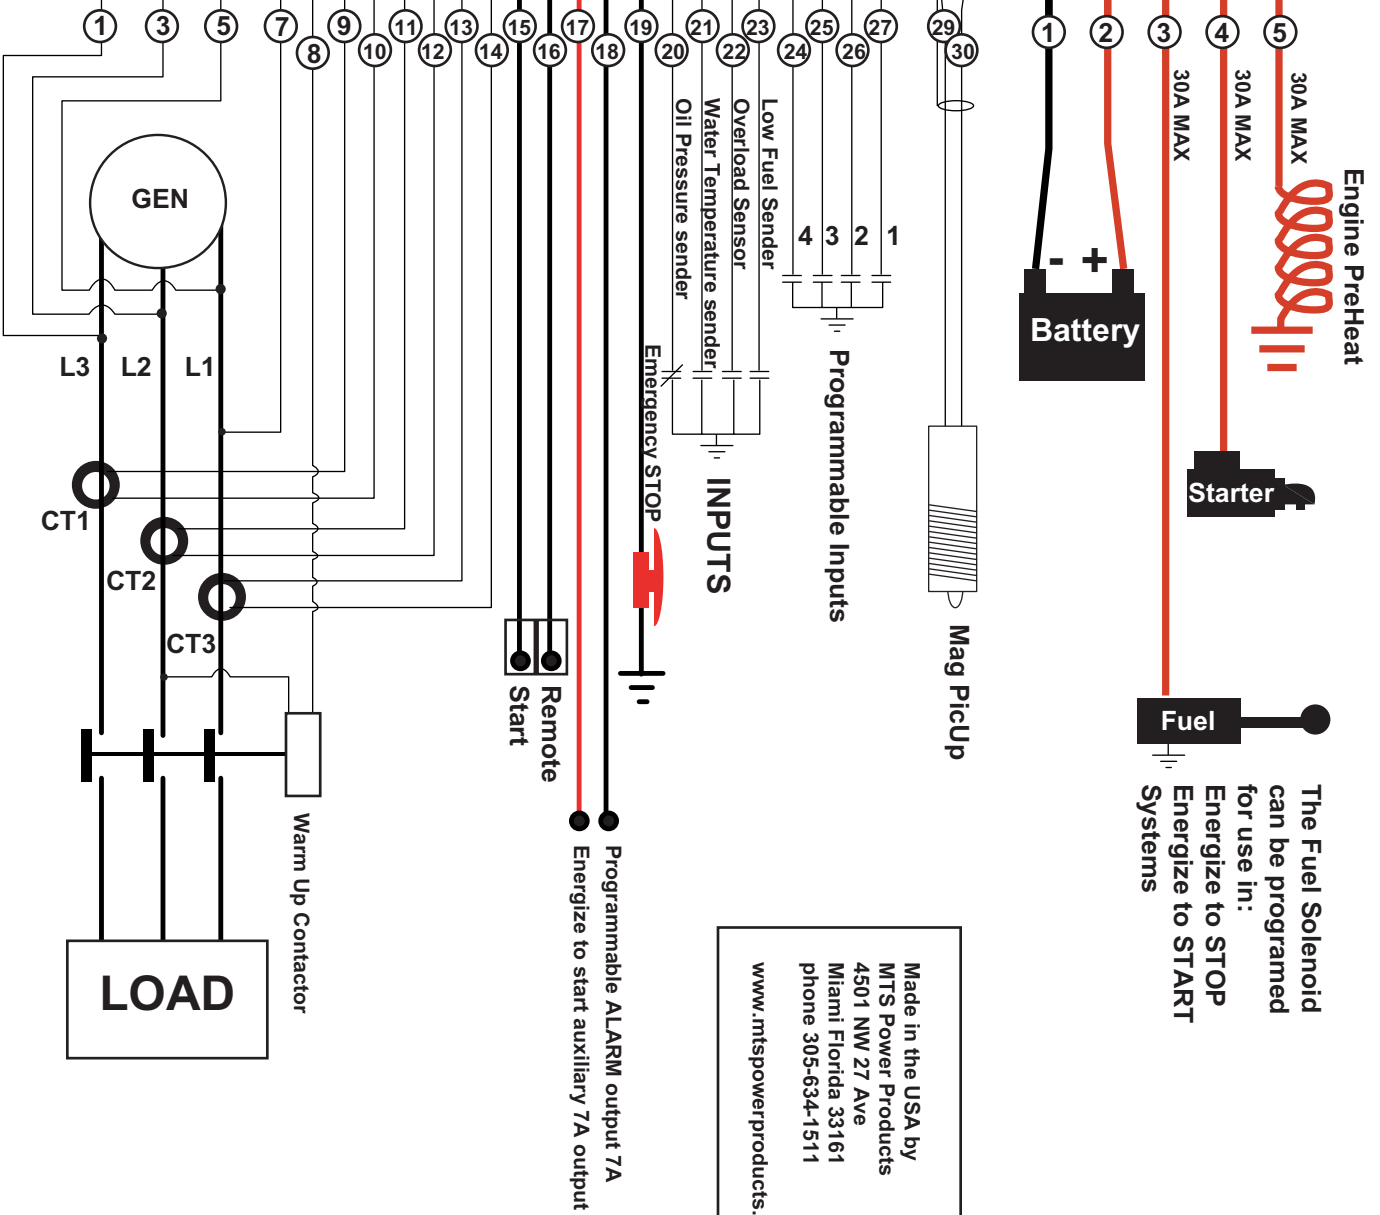 1
3
5
7
8
9
10
11
12
13
14
15
16
17
18
19
20
21
22
23
24
25
26
27
29
30
1
2
3
4
5
30A MAX
30A MAX
30A MAX
Engine PreHeat
GEN
L3
L2
L1
CT1
CT2
CT3
Oil Pressure sender
Water Temperature sender
Overload Sensor
Low Fuel Sender
INPUTS
4
3
2
1
Programmable Inputs
Emergency STOP
- +
Battery
Starter
Mag PicUp
Fuel
Start
Remote
Warm Up Contactor
LOAD
Programmable ALARM output 7A
Energize to start auxiliary 7A output
The Fuel Solenoid
can be programed
for use in:
Energize to STOP
Energize to START
Systems
Made in the USA by
MTS Power Products
4501 NW 27 Ave
Miami Florida 33161
phone 305-634-1511
www.mtspowerproducts.